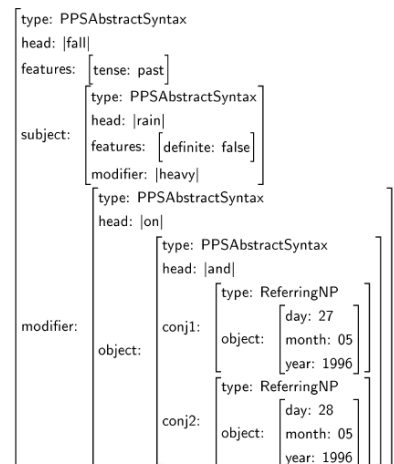 type: PPSAbstractSyntax
head: |fall|
features: [tense: past]
subject:
type: PPSAbstractSyntax
head: |rain|
features: [definite: false]
modifier: |heavy|
modifier:
type: PPSAbstractSyntax
head: |on|
object:
type: PPSAbstractSyntax
head: |and|
conj1:
type: ReferringNP
object:
day: 27
month: 05
year: 1996
conj2:
type: ReferringNP
object:
day: 28
month: 05
year: 1996